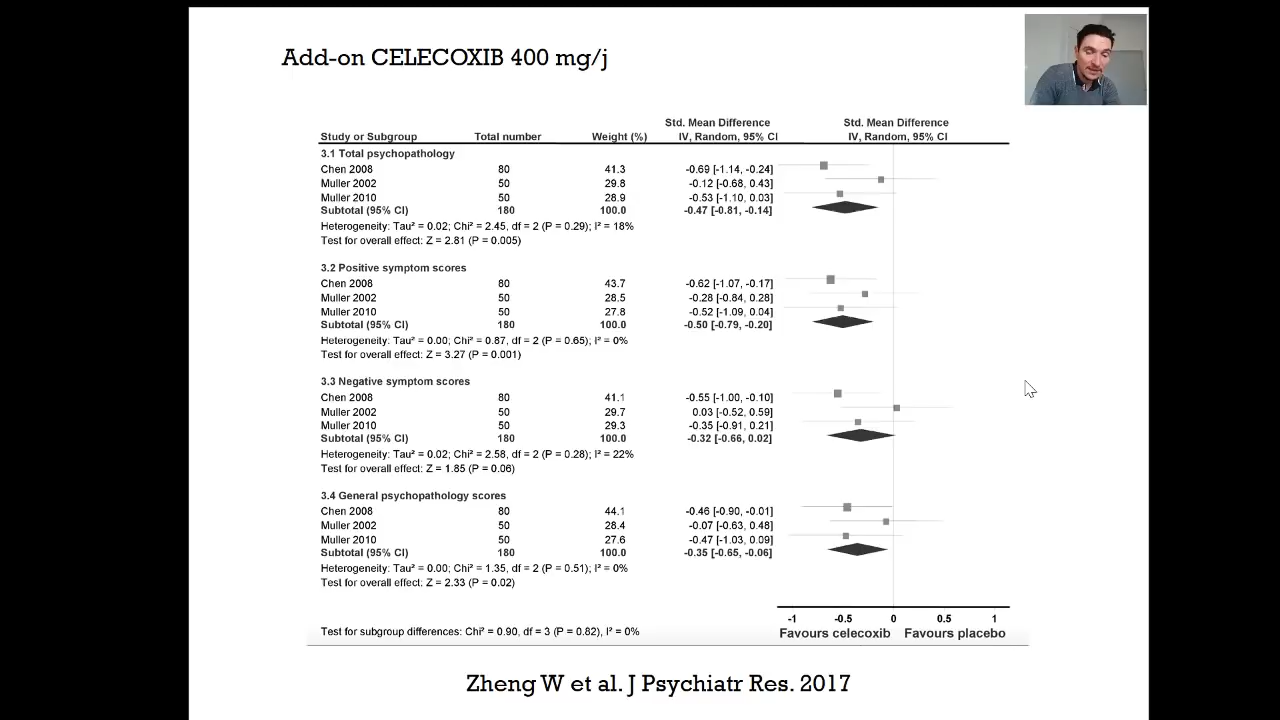 Add-on CELECOXIB 400 mg/j
Std. Mean Difference Std. Mean Difference
Study or Subgroup Total number Weight (%) IV, Random, 95% CI IV, Random, 95% CI
3.1 Total psychopathology
Chen 2008 80 41.3 -0.69 [-1.14, -0.24]
Muller 2002 50 29.8 -0.12 [-0.68, 0.43]
Muller 2010 50 28.9 -0.53 [-1.10, 0.03]
Subtotal (95% CI) 180 100.0 -0.47 [-0.81, -0.14]
Heterogeneity: Tau² = 0.02; Chi² = 2.45, df = 2 (P = 0.29); I² = 18%
Test for overall effect: Z = 2.81 (P = 0.005)
3.2 Positive symptom scores
Chen 2008 80 43.7 -0.62 [-1.07, -0.17]
Muller 2002 50 28.5 -0.28 [-0.84, 0.28]
Muller 2010 50 27.8 -0.52 [-1.09, 0.04]
Subtotal (95% CI) 180 100.0 -0.50 [-0.79, -0.20]
Heterogeneity: Tau² = 0.00; Chi² = 0.87, df = 2 (P = 0.65); I² = 0%
Test for overall effect: Z = 3.27 (P = 0.001)
3.3 Negative symptom scores
Chen 2008 80 41.1 -0.55 [-1.00, -0.10]
Muller 2002 50 29.7 0.03 [-0.52, 0.59]
Muller 2010 50 29.3 -0.35 [-0.91, 0.21]
Subtotal (95% CI) 180 100.0 -0.32 [-0.66, 0.02]
Heterogeneity: Tau² = 0.02; Chi² = 2.58, df = 2 (P = 0.28); I² = 22%
Test for overall effect: Z = 1.85 (P = 0.06)
3.4 General psychopathology scores
Chen 2008 80 44.1 -0.46 [-0.90, -0.01]
Muller 2002 50 28.4 -0.07 [-0.63, 0.48]
Muller 2010 50 27.6 -0.47 [-1.03, 0.09]
Subtotal (95% CI) 180 100.0 -0.35 [-0.65, -0.06]
Heterogeneity: Tau² = 0.00; Chi² = 1.35, df = 2 (P = 0.51); I² = 0%
Test for overall effect: Z = 2.33 (P = 0.02)
-1 -0.5 0 0.5 1
Test for subgroup differences: Chi² = 0.90, df = 3 (P = 0.82), I² = 0% Favours celecoxib Favours placebo
Zheng W et al. J Psychiatr Res. 2017